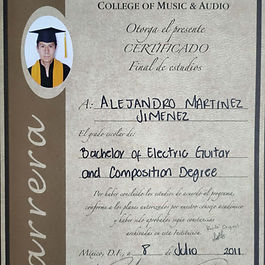 COLLEGE OF MUSIC & AUDIO
Otorga el presente
CERTIFICADO
Final de estudios
A: ALEJANDRO MARTINEZ
JIMENEZ
El grado escolar de:
Bachelor of Electric Guitar
and Composition Degree
Por haber concluido los estudios de acuerdo al programa,
conforme a los planes autorizados por nuestro consejo académico
y haber sido aprobados según constancias
archivadas en esta Institución.
México, D.F., a 8 de Julio 2011
arrera